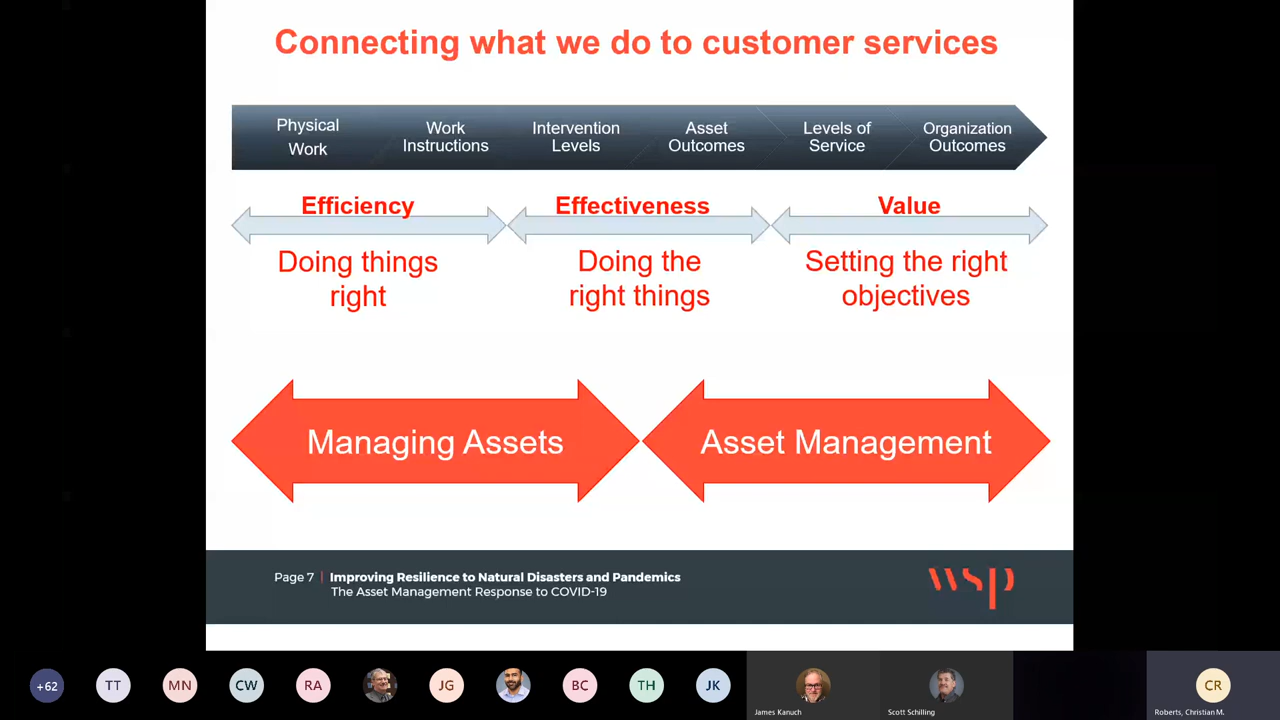 Connecting what we do to customer services
Physical
Work
Work
Instructions
Intervention
Levels
Asset
Outcomes
Levels of
Service
Organization
Outcomes
Efficiency
Effectiveness
Value
Doing things
right
Doing the
right things
Setting the right
objectives
Managing Assets
Asset Management
Page 7 | Improving Resilience to Natural Disasters and Pandemics
The Asset Management Response to COVID-19
wsp
+62
TT
MN
CW
RA
JG
BC
TH
JK
James Kanuch
Scott Schilling
CR
Roberts, Christian M.